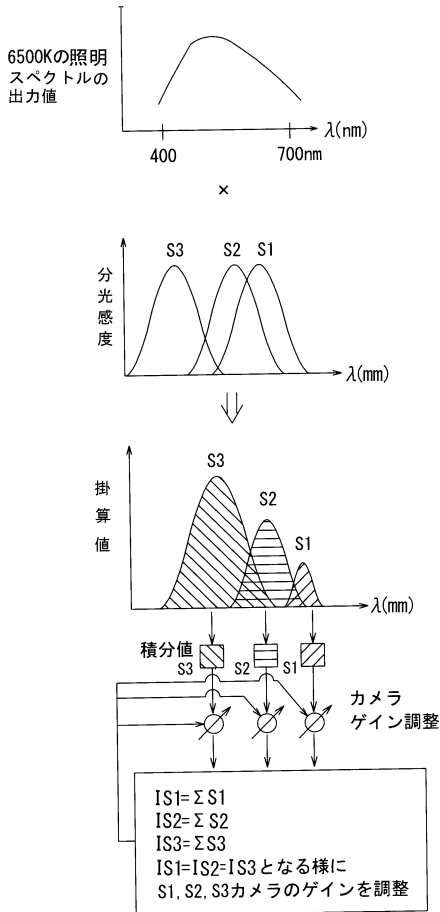 6500Kの照明
スペクトルの
出力値
λ(nm)
400
700nm
×
S3
S2
S1
分光感度
λ(mm)
掛算値
S3
S2
S1
λ(mm)
積分値
S3
S2
S1
カメラ
ゲイン調整
IS1=ΣS1
IS2=ΣS2
IS3=ΣS3
IS1=IS2=IS3となる様に
S1,S2,S3カメラのゲインを調整